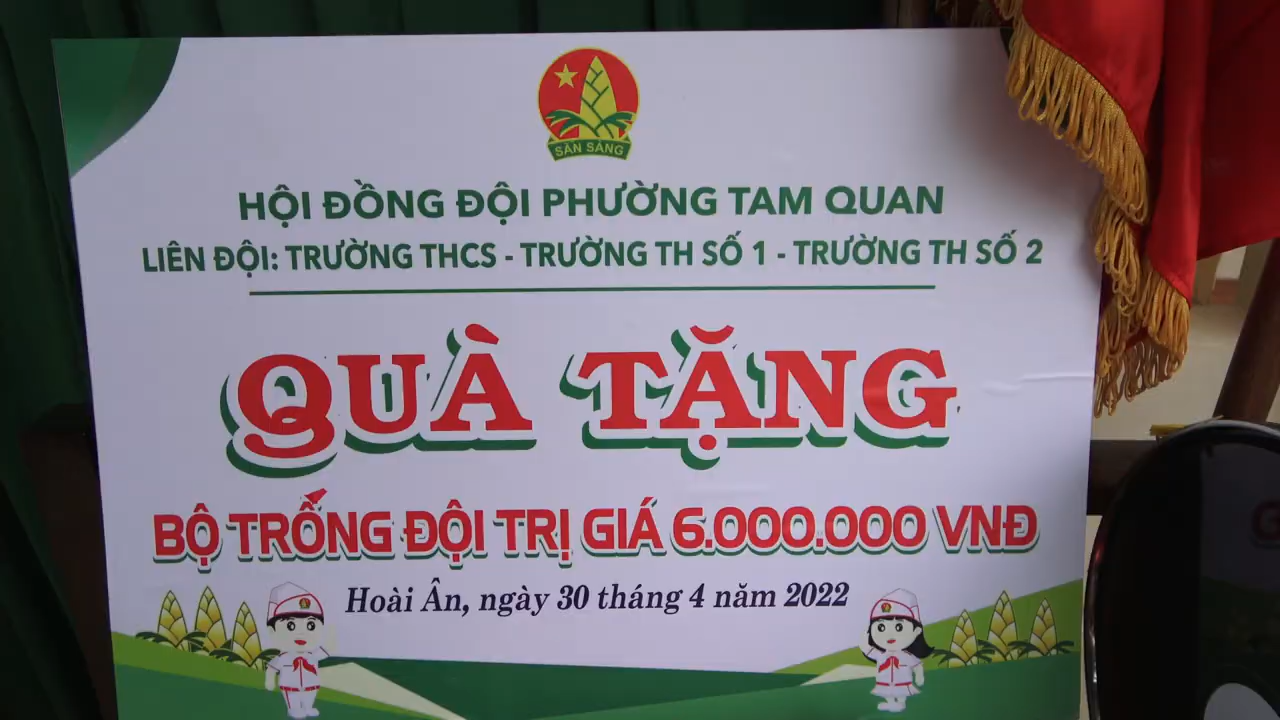 SẴN SÀNG
HỘI ĐỒNG ĐỘI PHƯỜNG TAM QUAN
LIÊN ĐỘI: TRƯỜNG THCS - TRƯỜNG TH SỐ 1 - TRƯỜNG TH SỐ 2
QUÀ TẶNG
BỘ TRỐNG ĐỘI TRỊ GIÁ 6.000.000 VNĐ
Hoài Ân, ngày 30 tháng 4 năm 2022